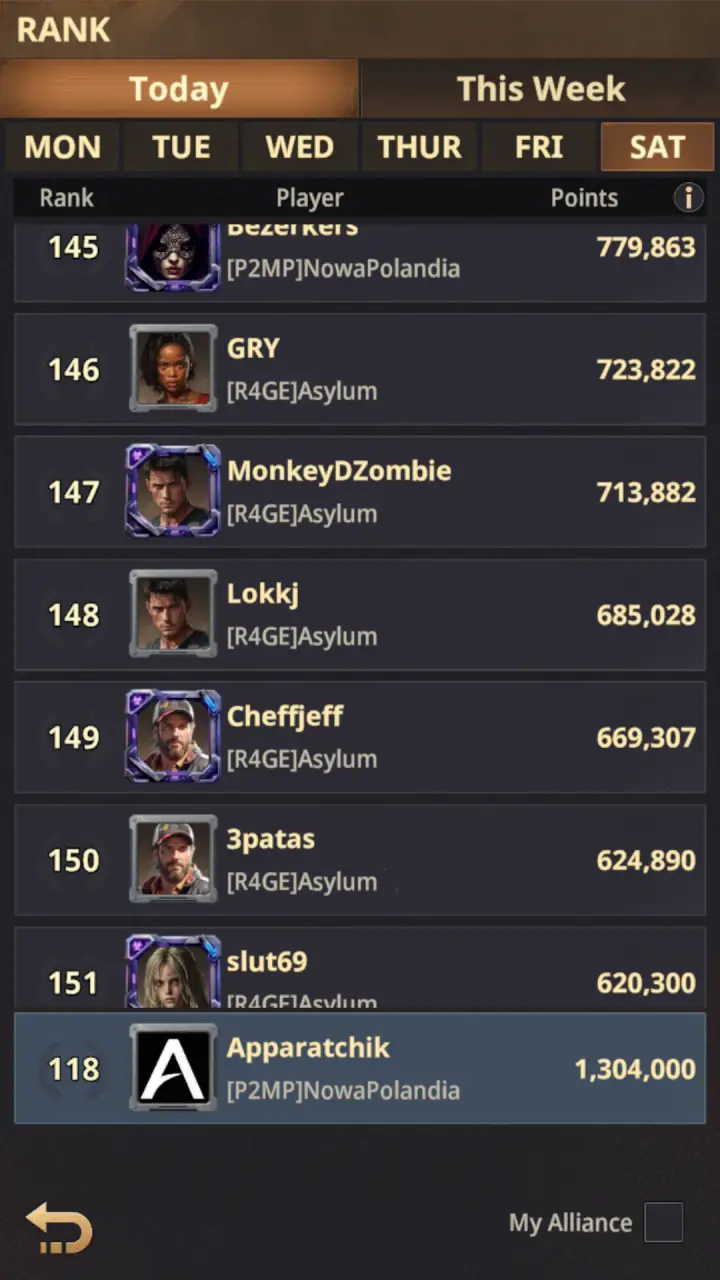 RANK
Today
This Week
MON TUE WED THUR FRI SAT
Rank Player Points i
Bezerkers
145 779,863
[P2MP]NowaPolandia
GRY
146 723,822
[R4GE]Asylum
MonkeyDZombie
147 713,882
[R4GE]Asylum
Lokkj
148 685,028
[R4GE]Asylum
Cheffjeff
149 669,307
[R4GE]Asylum
3patas
150 624,890
[R4GE]Asylum
slut69
151 620,300
[R4GE]Asylum
Apparatchik
118 1,304,000
[P2MP]NowaPolandia
My Alliance